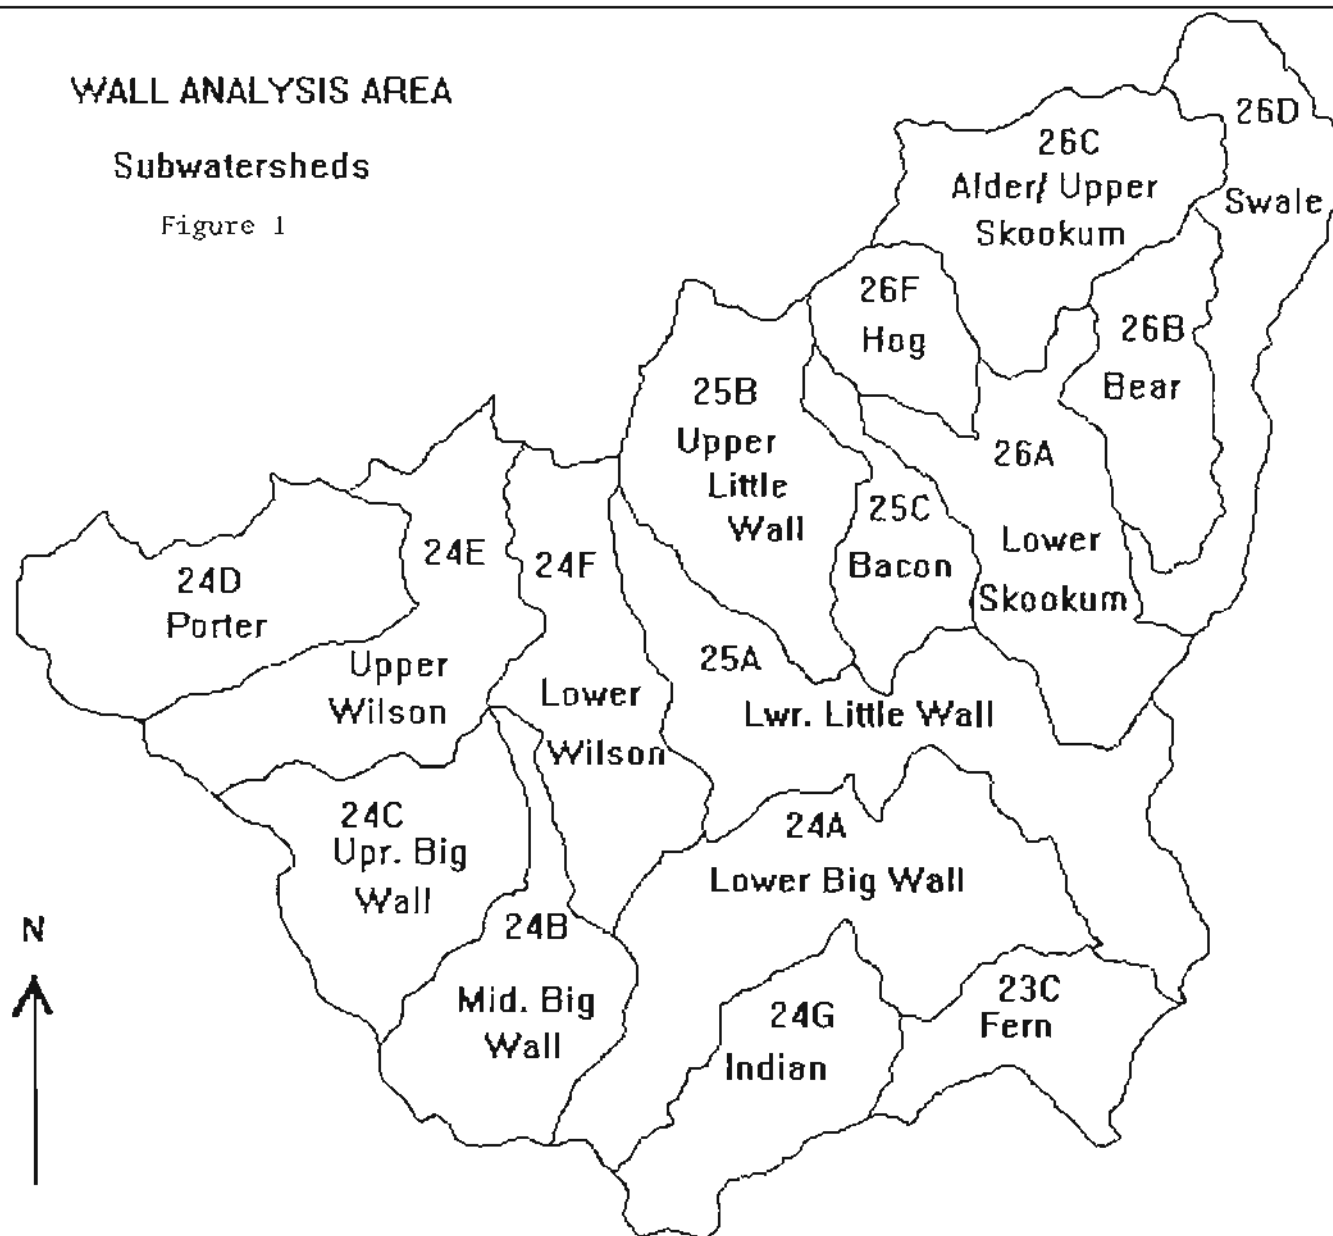 WALL ANALYSIS AREA
Subwatersheds
Figure 1
26D
Swale
26C
Alder/ Upper
Skookum
26F
Hog
26B
Bear
25B
Upper
Little
Wall
26A
Lower
Skookum
25C
Bacon
24E
Upper
Wilson
24F
Lower
Wilson
24D
Porter
25A
Lwr. Little Wall
24C
Upr. Big
Wall
24A
Lower Big Wall
24B
Mid. Big
Wall
24G
Indian
23C
Fern
N